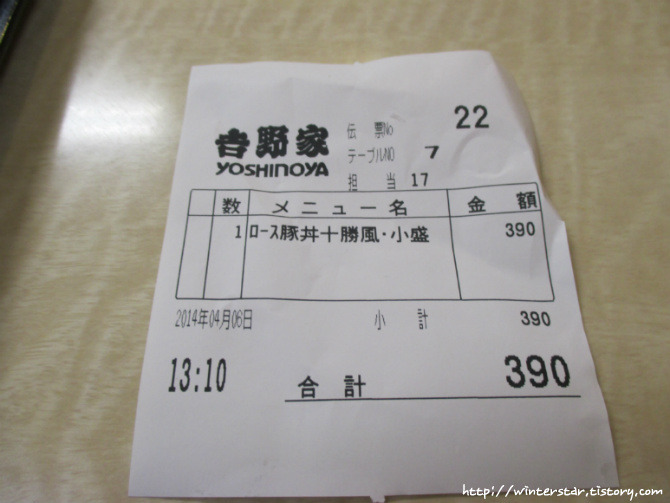 吉野家
YOSHINOYA
伝 票No 22
テーブルNO 7
担 当 17
数 メニュー名 金 額
1 ロース豚丼十勝風・小盛 390
2014年04月06日 小 計 390
13:10 合 計 390
http://winterstar.tistory.com